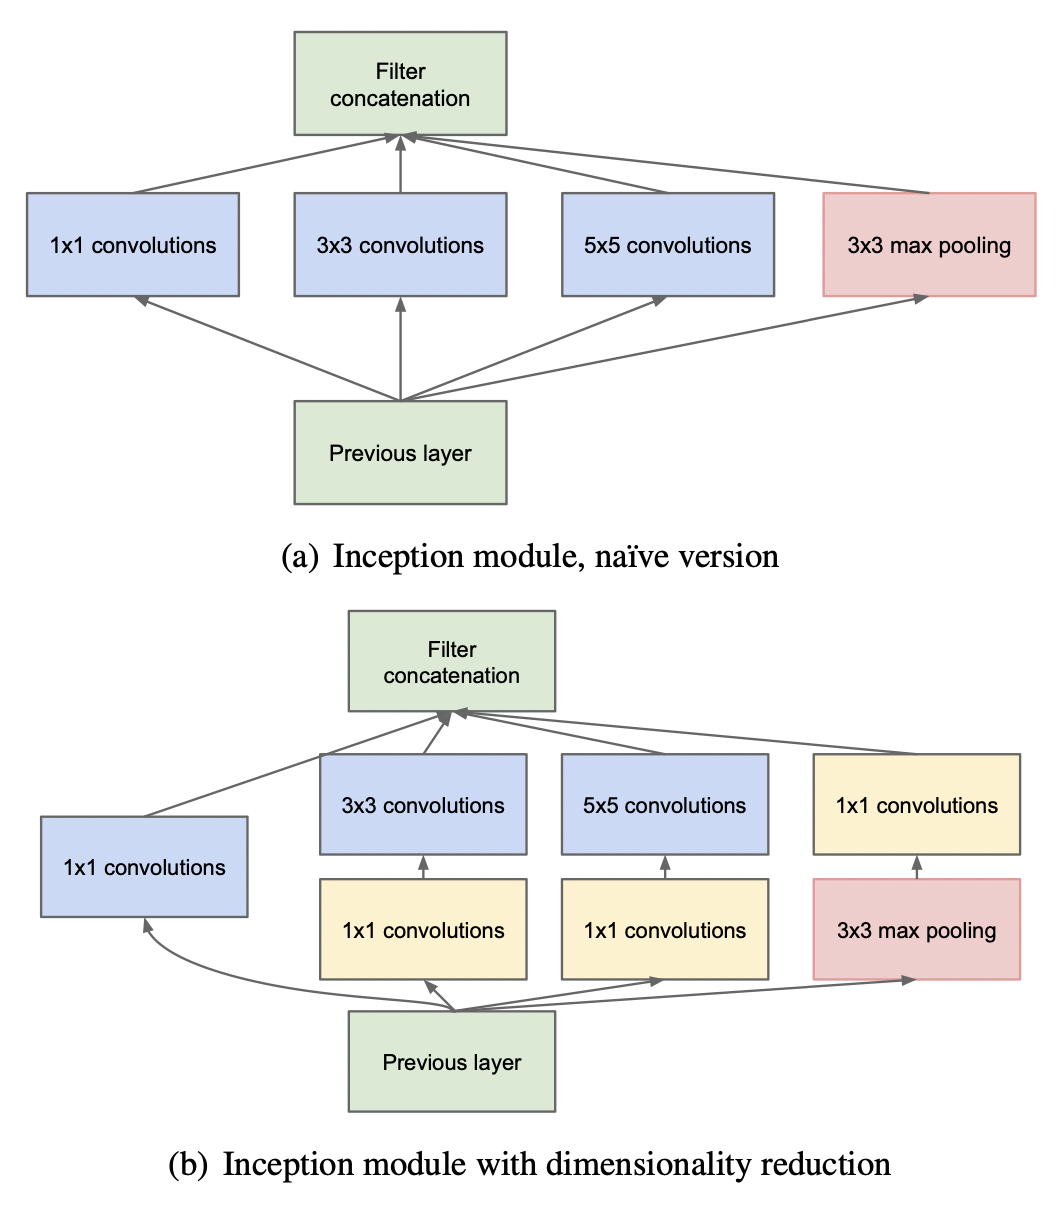 Filter
concatenation
1x1 convolutions
3x3 convolutions
5x5 convolutions
3x3 max pooling
Previous layer
(a) Inception module, naïve version
Filter
concatenation
3x3 convolutions
5x5 convolutions
1x1 convolutions
1x1 convolutions
1x1 convolutions
1x1 convolutions
3x3 max pooling
Previous layer
(b) Inception module with dimensionality reduction